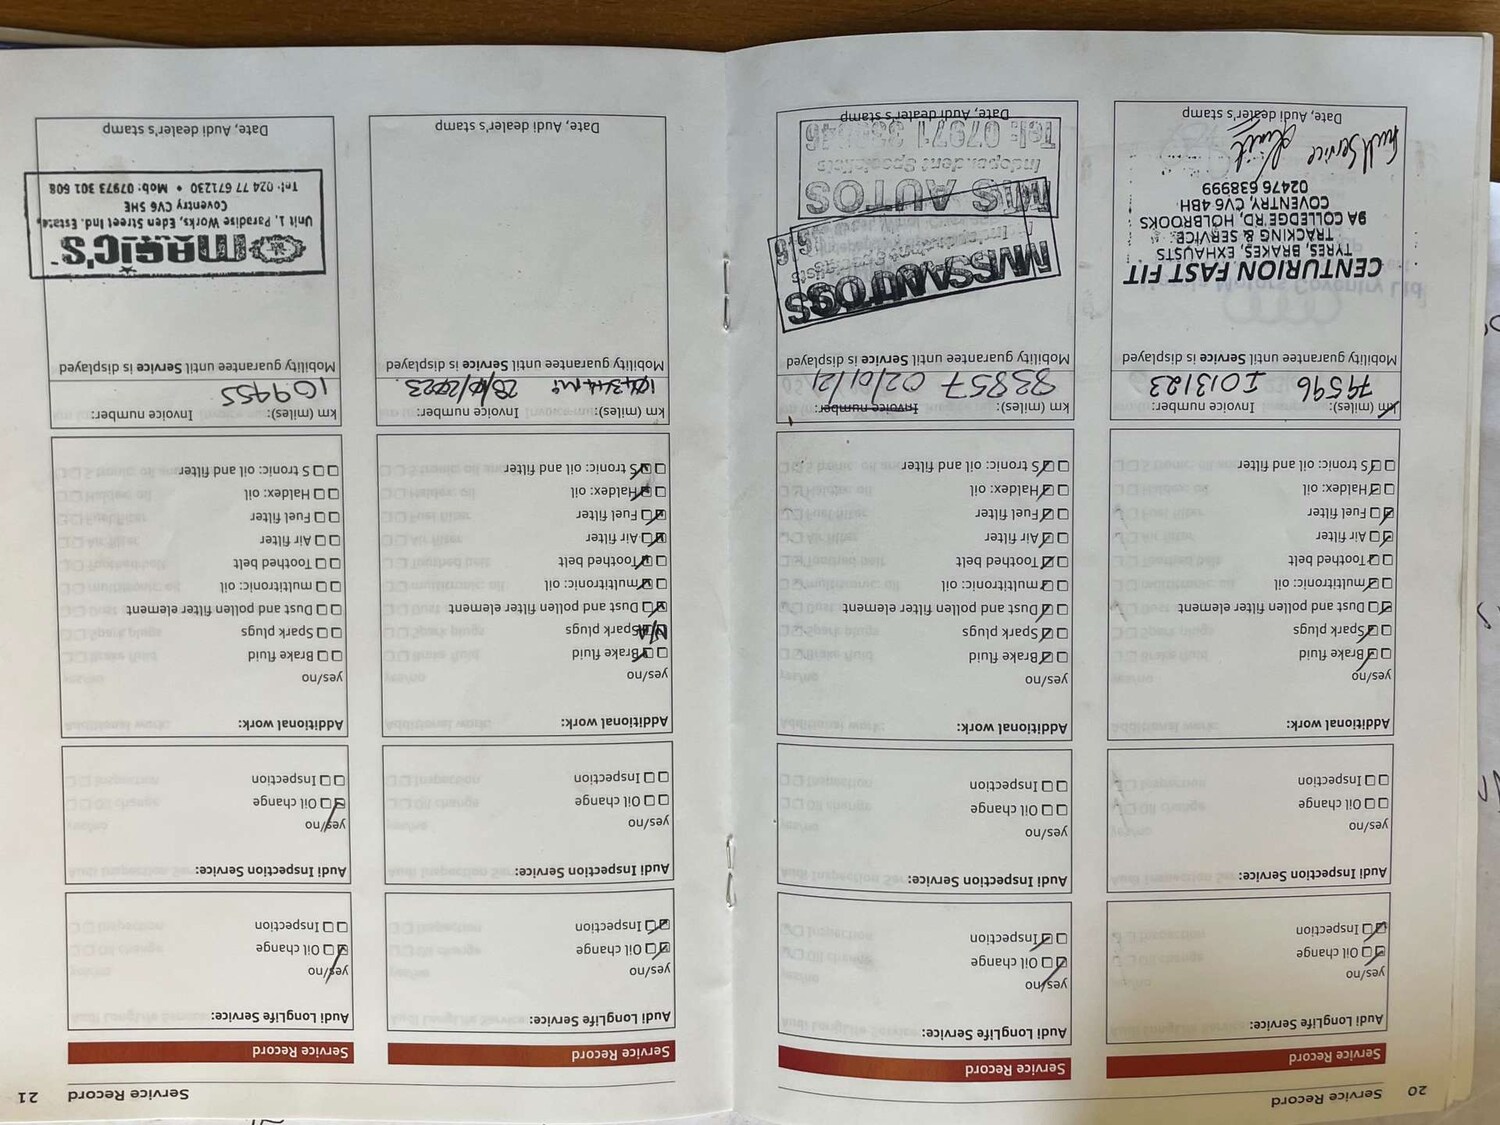 20 Service Record
Service Record
Audi LongLife Service:
yes/no
Oil change
Inspection
Audi Inspection Service:
yes/no
Oil change
Inspection
Additional work:
yes/no
Brake fluid
Spark plugs
Dust and pollen filter element
multitronic: oil
Toothed belt
Air filter
Fuel filter
Haldex: oil
S tronic: oil and filter
km (miles): Invoice number:
79596 I013123
Mobility guarantee until Service is displayed
CENTURION FAST FIT
TYRES, BRAKES, EXHAUSTS
TRACKING & SERVICE
9A COLLEDGE RD, HOLBROOKS
COVENTRY, CV6 4BH
02476 638999
Full Service
Date, Audi dealer's stamp
Service Record
Audi LongLife Service:
yes/no
Oil change
Inspection
Audi Inspection Service:
yes/no
Oil change
Inspection
Additional work:
yes/no
Brake fluid
Spark plugs
Dust and pollen filter element
multitronic: oil
Toothed belt
Air filter
Fuel filter
Haldex: oil
S tronic: oil and filter
km (miles): Invoice number:
83857 02/01/21
Mobility guarantee until Service is displayed
AUTOS
Independent Specialists
Tel: 07971
Date, Audi dealer's stamp
Service Record 21
Service Record
Audi LongLife Service:
yes/no
Oil change
Inspection
Audi Inspection Service:
yes/no
Oil change
Inspection
Additional work:
yes/no
Brake fluid
N/A Spark plugs
Dust and pollen filter element
multitronic: oil
Toothed belt
Air filter
Fuel filter
Haldex: oil
S tronic: oil and filter
km (miles): Invoice number:
Mobility guarantee until Service is displayed
Date, Audi dealer's stamp
Service Record
Audi LongLife Service:
yes/no
Oil change
Inspection
Audi Inspection Service:
yes/no
Oil change
Inspection
Additional work:
yes/no
Brake fluid
Spark plugs
Dust and pollen filter element
multitronic: oil
Toothed belt
Air filter
Fuel filter
Haldex: oil
S tronic: oil and filter
km (miles): Invoice number:
109455
Mobility guarantee until Service is displayed
MAGIC'S
Unit 1, Paradise Works, Eden Street Ind. Estate,
Coventry CV6 5HE
Tel: 024 77 671230 • Mob: 07973 301 608
Date, Audi dealer's stamp